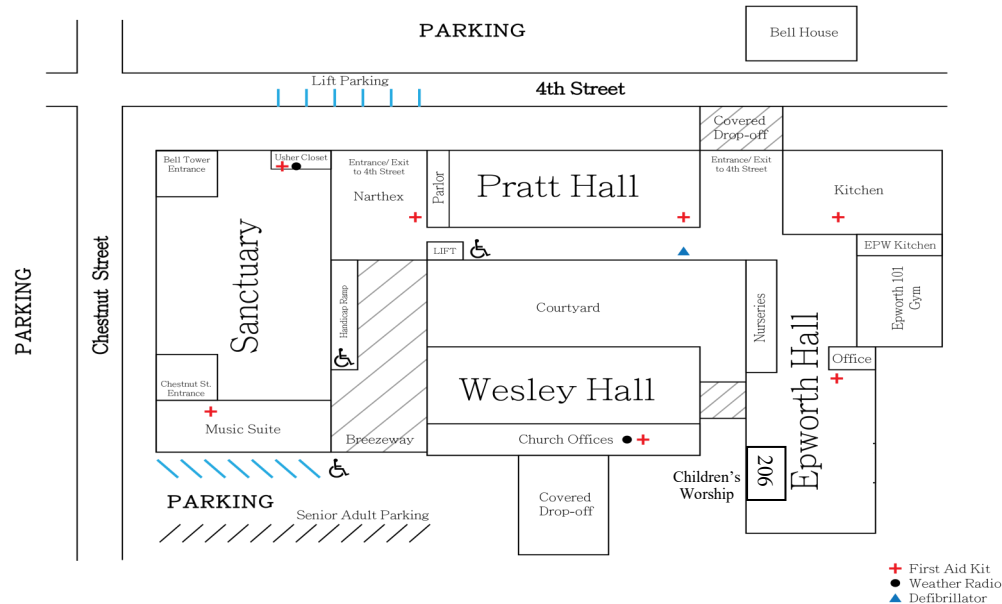 PARKING
Bell House
Lift Parking
4th Street
Covered
Drop-off
Bell Tower
Entrance
Usher Closet
Entrance/ Exit
to 4th Street
Narthex
Parlor
Pratt Hall
Entrance/Exit
to 4th Street
Kitchen
PARKING
Chestnut Street
Sanctuary
LIFT
EPW Kitchen
Handicap Ramp
Courtyard
Nurseries
Epworth 101
Gym
Epworth Hall
Office
Chestnut St.
Entrance
Wesley Hall
Music Suite
Breezeway
Church Offices
206
Children's
Worship
PARKING
Senior Adult Parking
Covered
Drop-off
First Aid Kit
Weather Radio
Defibrillator